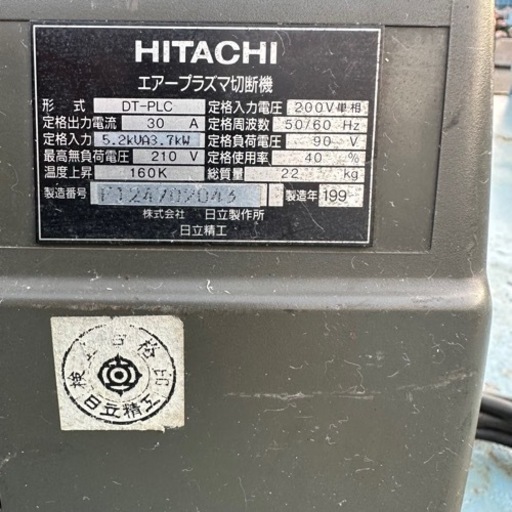 HITACHI
エアープラズマ切断機
形式 DT-PLC 定格入力電圧 200V単相
定格出力電流 30 A 定格周波数 50/60 Hz
定格入力 5.2kVA3.7kW 定格負荷電圧 90 V
最高無負荷電圧 210 V 定格使用率 40 %
温度上昇 160K 総質量 22 kg
製造番号 製造年 199
株式会社 日立製作所
日立精工
検査合格印
日立精工